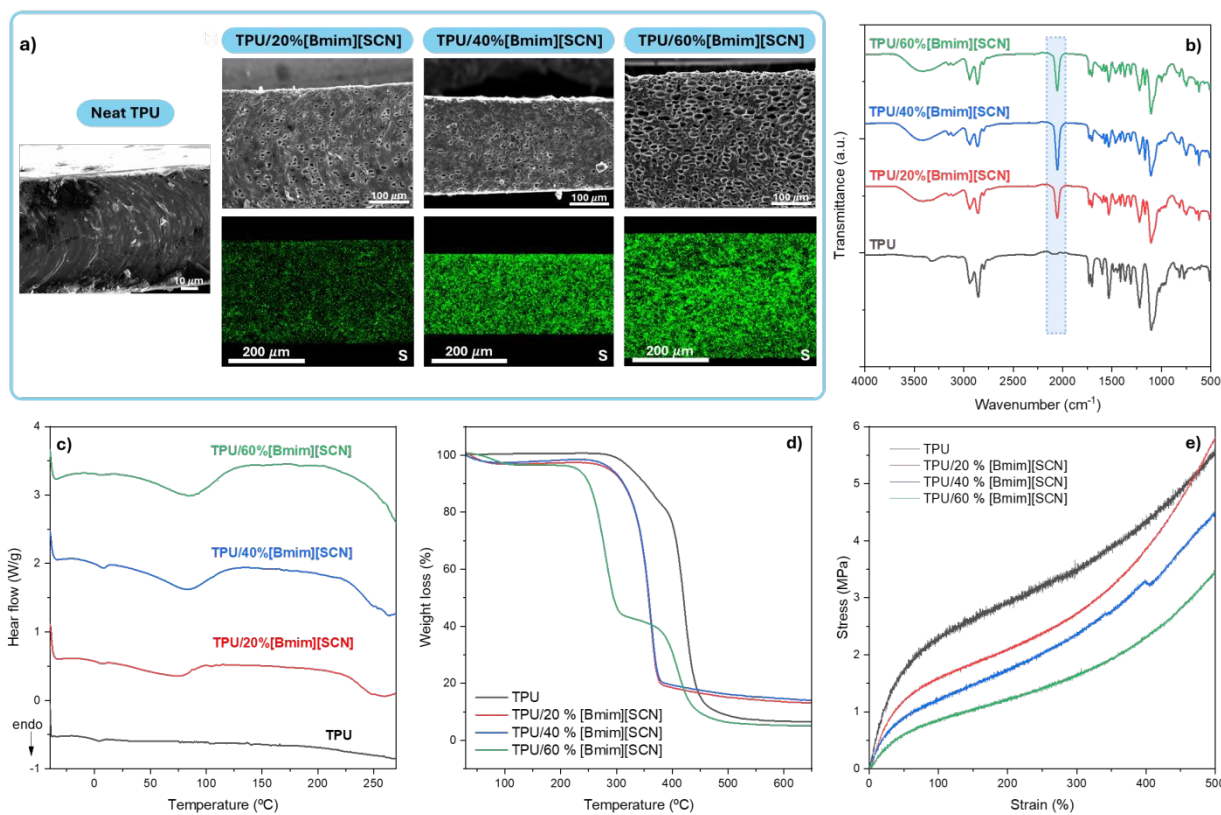 a)
TPU/20%[Bmim][SCN]
TPU/40%[Bmim][SCN]
TPU/60%[Bmim][SCN]
Neat TPU
10 µm
100 µm
100 µm
100 µm
200 µm
S
200 µm
S
200 µm
S
b)
TPU/60%[Bmim][SCN]
TPU/40%[Bmim][SCN]
TPU/20%[Bmim][SCN]
TPU
Transmittance (a.u.)
4000 3500 3000 2500 2000 1500 1000 500
Wavenumber (cm⁻¹)
c)
TPU/60%[Bmim][SCN]
TPU/40%[Bmim][SCN]
TPU/20%[Bmim][SCN]
TPU
endo
Hear flow (W/g)
4
3
2
1
0
-1
0 50 100 150 200 250
Temperature (ºC)
d)
Weight loss (%)
100
80
60
40
20
0
TPU
TPU/20 % [Bmim][SCN]
TPU/40 % [Bmim][SCN]
TPU/60 % [Bmim][SCN]
100 200 300 400 500 600
Temperature (ºC)
e)
TPU
TPU/20 % [Bmim][SCN]
TPU/40 % [Bmim][SCN]
TPU/60 % [Bmim][SCN]
Stress (MPa)
6
5
4
3
2
1
0
0 100 200 300 400 500
Strain (%)